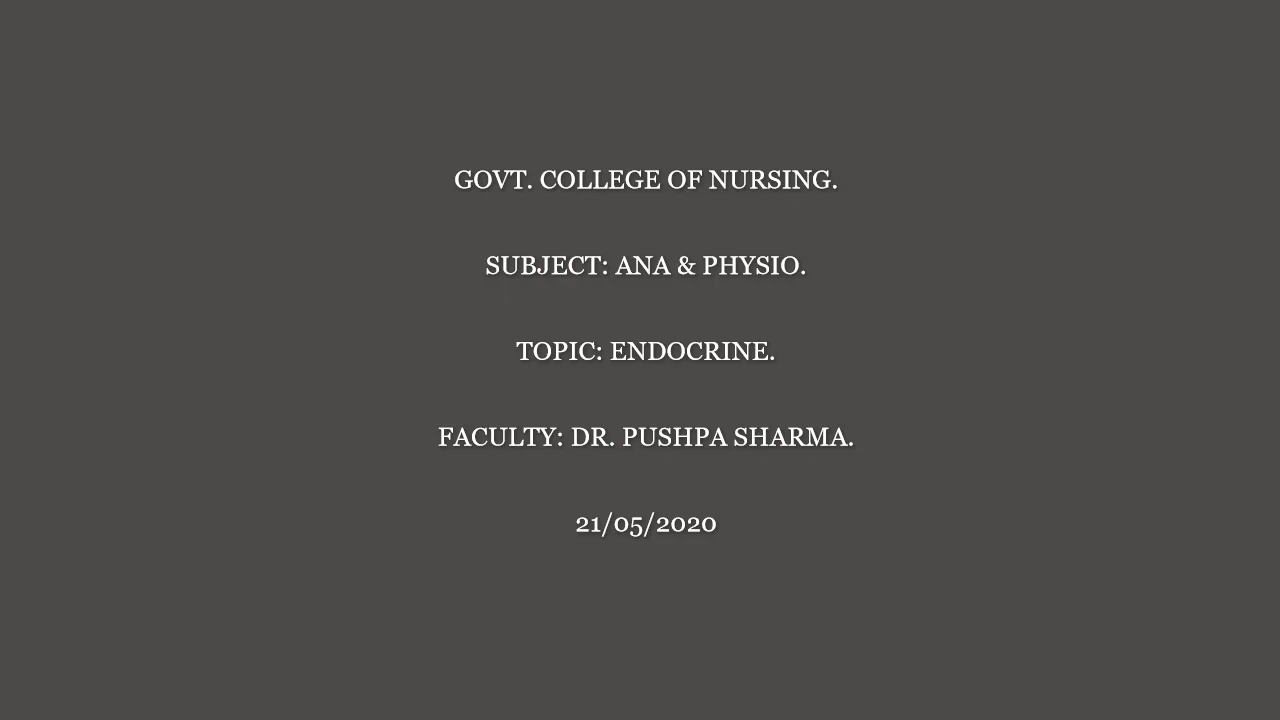 GOVT. COLLEGE OF NURSING.
SUBJECT: ANA & PHYSIO.
TOPIC: ENDOCRINE.
FACULTY: DR. PUSHPA SHARMA.
21/05/2020